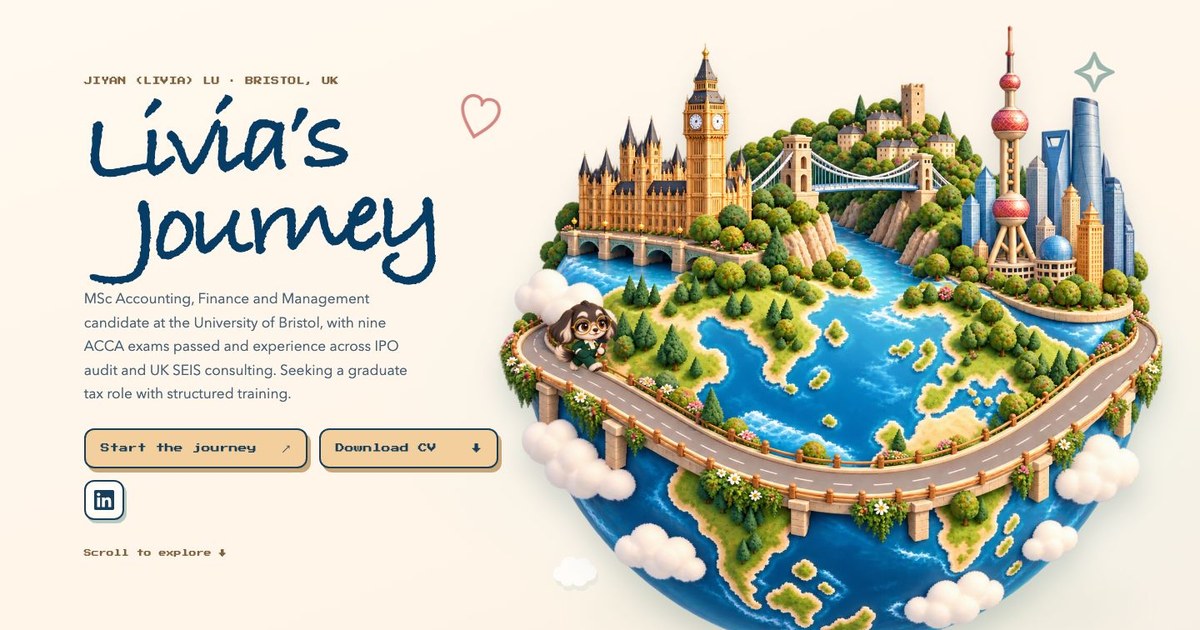 JIYAN (LIVIA) LU · BRISTOL, UK
Livia's
Journey
MSc Accounting, Finance and Management
candidate at the University of Bristol, with nine
ACCA exams passed and experience across IPO
audit and UK SEIS consulting. Seeking a graduate
tax role with structured training.
Start the journey ↗
Download CV ⬇
in
Scroll to explore ⬇